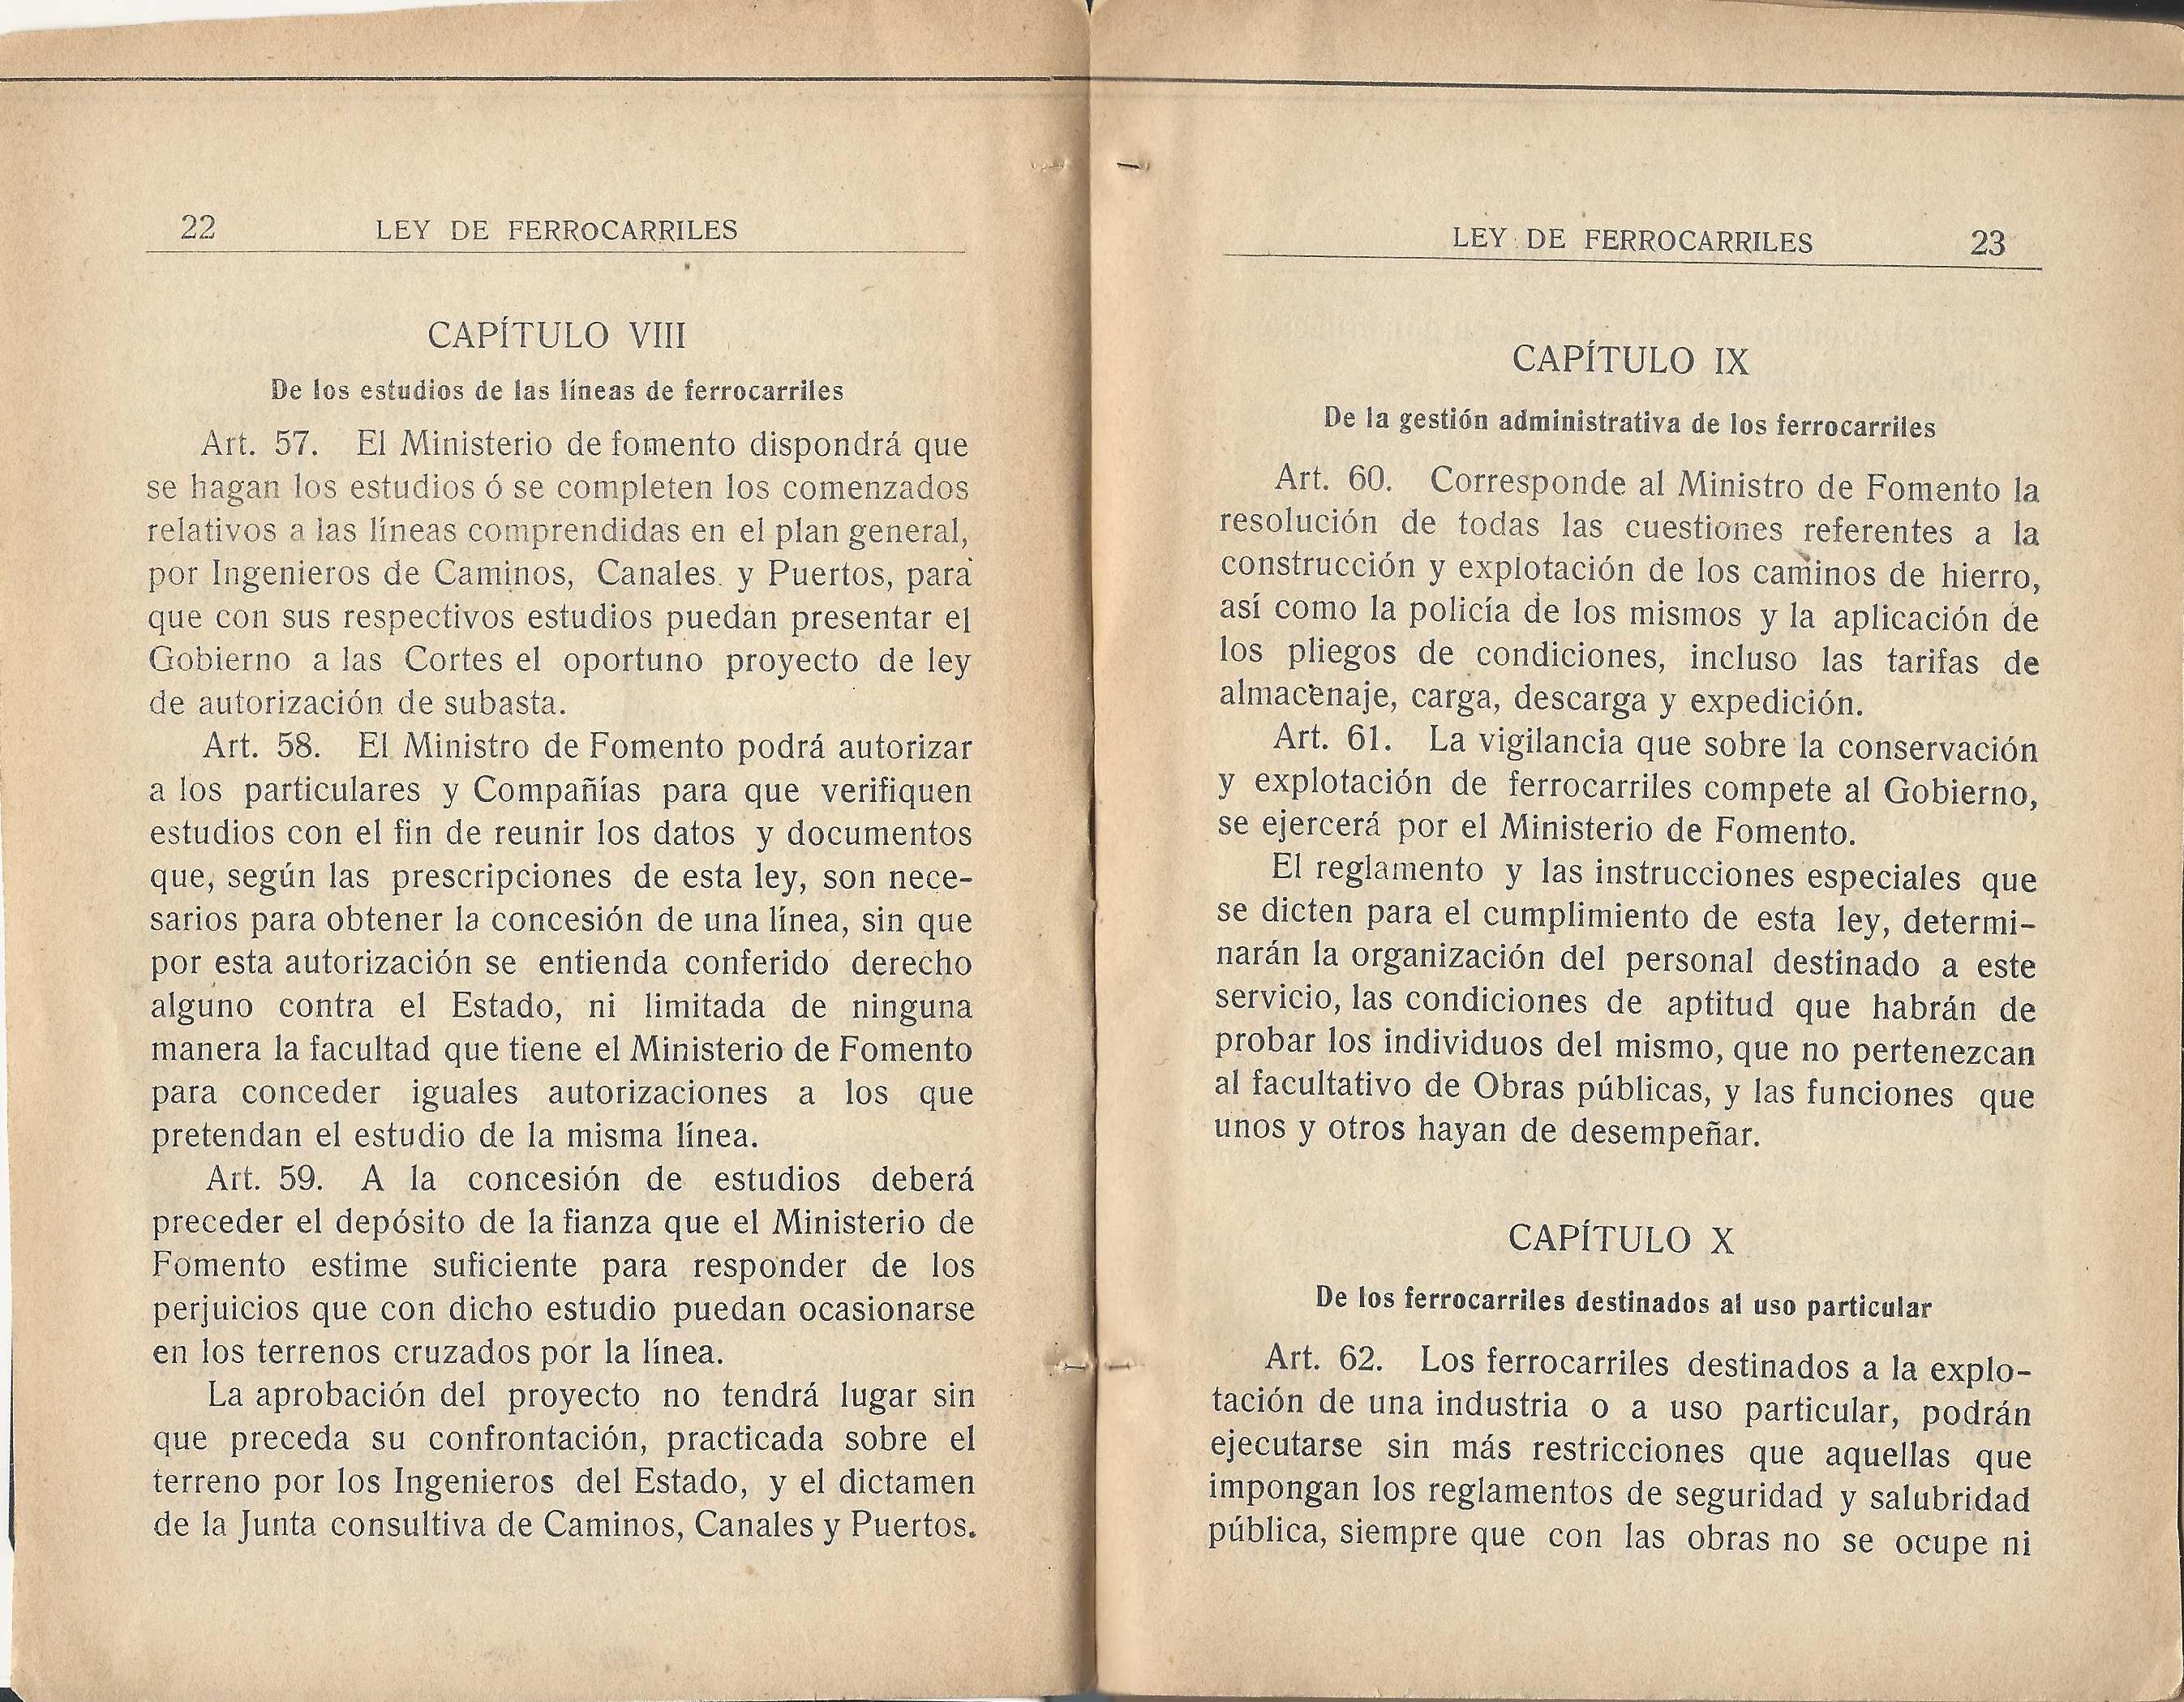 22 LEY DE FERROCARRILES
CAPÍTULO VIII
De los estudios de las líneas de ferrocarriles
Art. 57. El Ministerio de fomento dispondrá que
se hagan los estudios ó se completen los comenzados
relativos a las líneas comprendidas en el plan general,
por Ingenieros de Caminos, Canales y Puertos, para
que con sus respectivos estudios puedan presentar el
Gobierno a las Cortes el oportuno proyecto de ley
de autorización de subasta.
Art. 58. El Ministro de Fomento podrá autorizar
a los particulares y Compañías para que verifiquen
estudios con el fin de reunir los datos y documentos
que, según las prescripciones de esta ley, son nece-
sarios para obtener la concesión de una línea, sin que
por esta autorización se entienda conferido derecho
alguno contra el Estado, ni limitada de ninguna
manera la facultad que tiene el Ministerio de Fomento
para conceder iguales autorizaciones a los que
pretendan el estudio de la misma línea.
Art. 59. A la concesión de estudios deberá
preceder el depósito de la fianza que el Ministerio de
Fomento estime suficiente para responder de los
perjuicios que con dicho estudio puedan ocasionarse
en los terrenos cruzados por la línea.
La aprobación del proyecto no tendrá lugar sin
que preceda su confrontación, practicada sobre el
terreno por los Ingenieros del Estado, y el dictamen
de la Junta consultiva de Caminos, Canales y Puertos.
LEY DE FERROCARRILES 23
CAPÍTULO IX
De la gestión administrativa de los ferrocarriles
Art. 60. Corresponde al Ministro de Fomento la
resolución de todas las cuestiones referentes a la
construcción y explotación de los caminos de hierro,
así como la policía de los mismos y la aplicación de
los pliegos de condiciones, incluso las tarifas de
almacenaje, carga, descarga y expedición.
Art. 61. La vigilancia que sobre la conservación
y explotación de ferrocarriles compete al Gobierno,
se ejercerá por el Ministerio de Fomento.
El reglamento y las instrucciones especiales que
se dicten para el cumplimiento de esta ley, determi-
narán la organización del personal destinado a este
servicio, las condiciones de aptitud que habrán de
probar los individuos del mismo, que no pertenezcan
al facultativo de Obras públicas, y las funciones que
unos y otros hayan de desempeñar.
CAPÍTULO X
De los ferrocarriles destinados al uso particular
Art. 62. Los ferrocarriles destinados a la explo-
tación de una industria o a uso particular, podrán
ejecutarse sin más restricciones que aquellas que
impongan los reglamentos de seguridad y salubridad
pública, siempre que con las obras no se ocupe ni